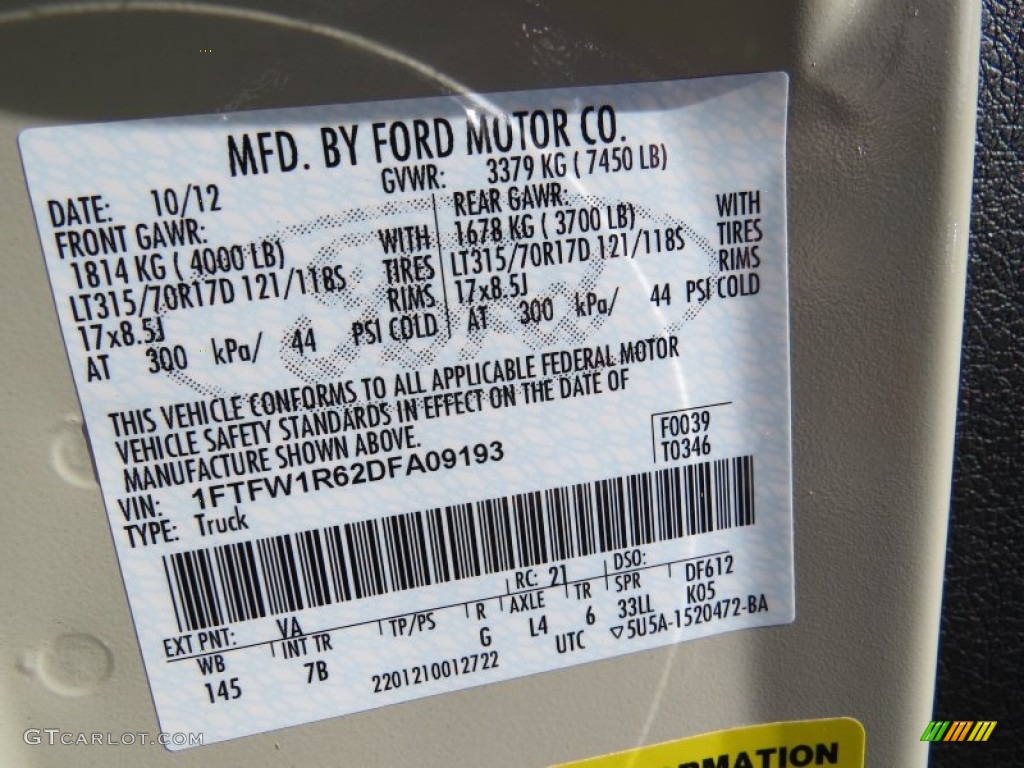 MFD. BY FORD MOTOR CO.
DATE: 10/12 GVWR: 3379 KG ( 7450 LB)
FRONT GAWR: REAR GAWR:
1814 KG ( 4000 LB) WITH 1678 KG ( 3700 LB) WITH
LT315/70R17D 121/118S TIRES LT315/70R17D 121/118S TIRES
17x8.5J RIMS 17x8.5J RIMS
AT 300 kPa/ 44 PSI COLD AT 300 kPa/ 44 PSI COLD
THIS VEHICLE CONFORMS TO ALL APPLICABLE FEDERAL MOTOR
VEHICLE SAFETY STANDARDS IN EFFECT ON THE DATE OF
MANUFACTURE SHOWN ABOVE.
F0039
VIN: 1FTFW1R62DFA09193 T0346
TYPE: Truck
EXT PNT: VA RC: 21 DSO:
WB INT TR TP/PS R AXLE TR SPR DF612
145 7B G L4 6 33LL K05
2201210012722 UTC ▽5U5A-1520472-BA
Ford
GTCARLOT.COM